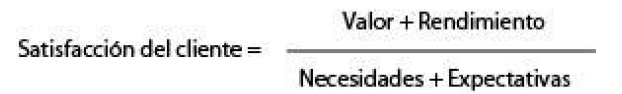 Valor + Rendimiento
Satisfacción del cliente =
Necesidades + Expectativas